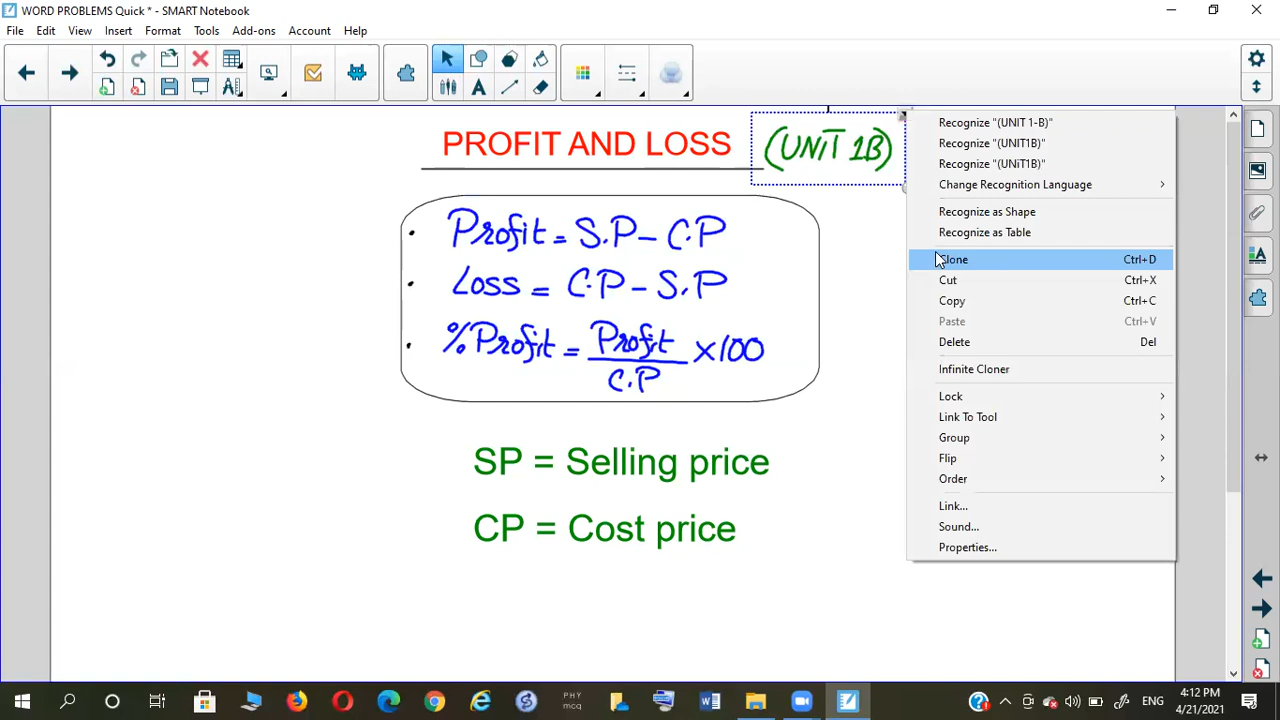 WORD PROBLEMS Quick * - SMART Notebook
File Edit View Insert Format Tools Add-ons Account Help
PROFIT AND LOSS (UNiT 1B)
• Profit = S.P - C.P
• Loss = C.P - S.P
• %Profit = Profit
C.P
×100
SP = Selling price
CP = Cost price
Recognize "(UNIT 1-B)"
Recognize "(UNIT1B)"
Recognize "(UNiT1B)"
Change Recognition Language
Recognize as Shape
Recognize as Table
Clone Ctrl+D
Cut Ctrl+X
Copy Ctrl+C
Paste Ctrl+V
Delete Del
Infinite Cloner
Lock
Link To Tool
Group
Flip
Order
Link...
Sound...
Properties...
PHY
mcq
ENG
4:12 PM
4/21/2021